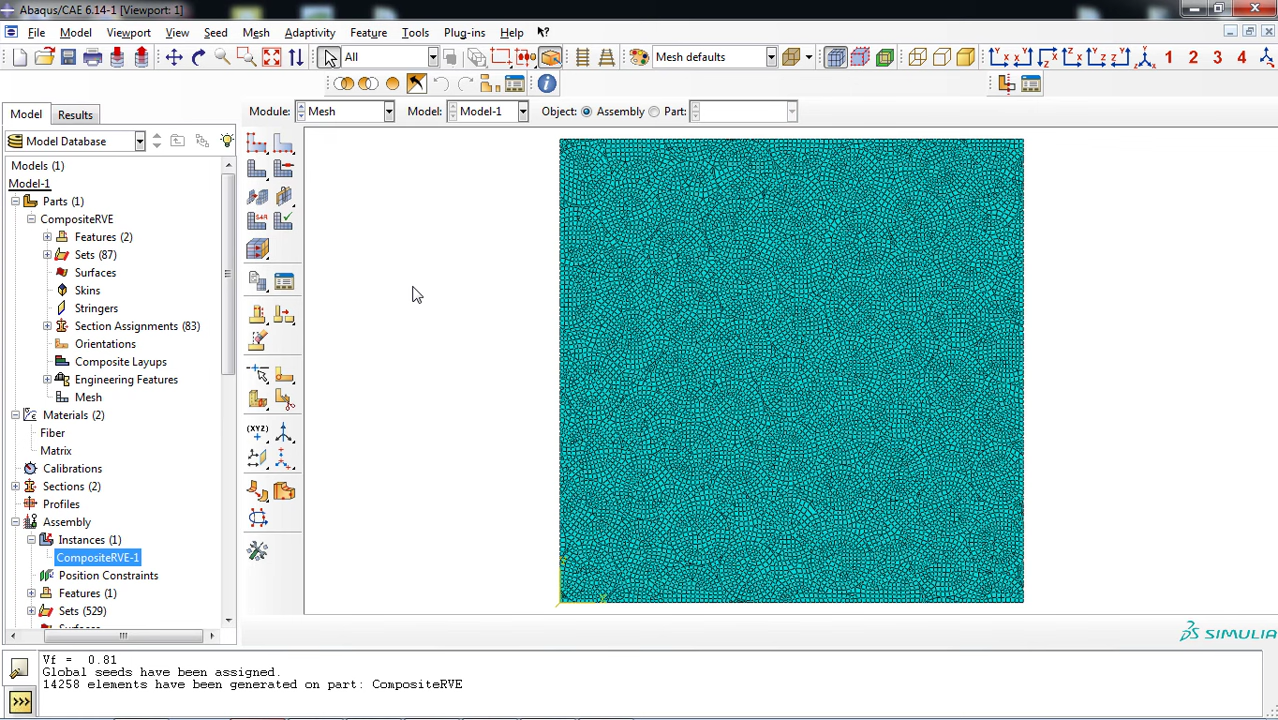 Abaqus/CAE 6.14-1 [Viewport: 1]
File Model Viewport View Seed Mesh Adaptivity Feature Tools Plug-ins Help
All Mesh defaults 1 2 3 4
Module: Mesh Model: Model-1 Object: Assembly Part:
Model Results
Model Database
Models (1)
Model-1
Parts (1)
CompositeRVE
Features (2)
Sets (87)
Surfaces
Skins
Stringers
Section Assignments (83)
Orientations
Composite Layups
Engineering Features
Mesh
Materials (2)
Fiber
Matrix
Calibrations
Sections (2)
Profiles
Assembly
Instances (1)
CompositeRVE-1
Position Constraints
Features (1)
Sets (529)
SIMULIA
Vf = 0.81
Global seeds have been assigned.
14258 elements have been generated on part: CompositeRVE